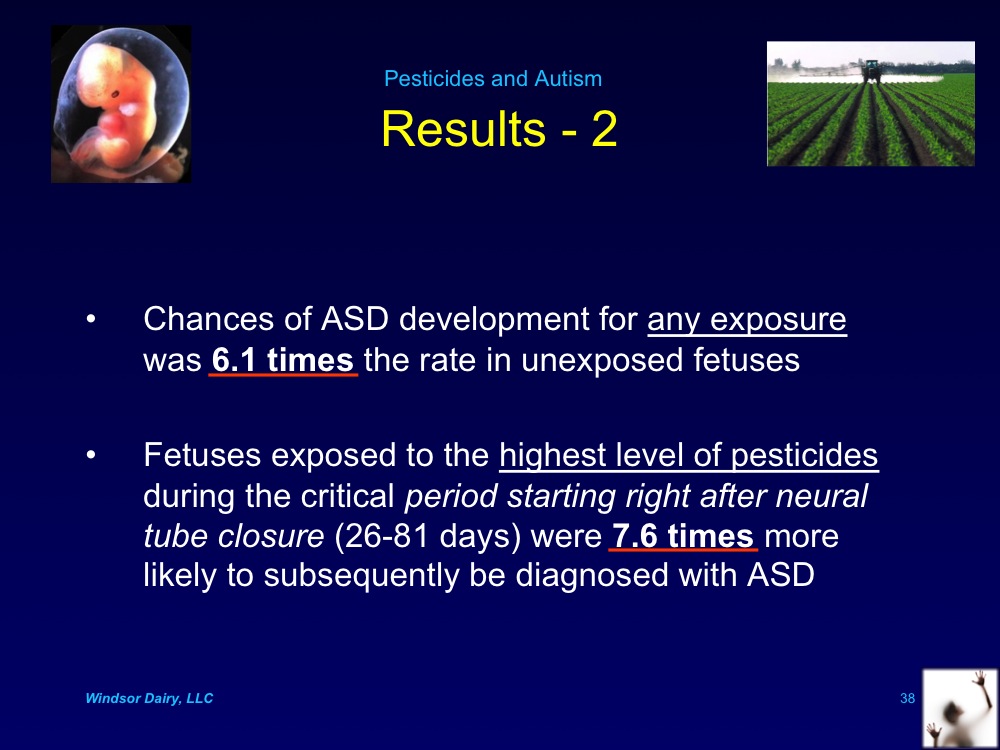 Pesticides and Autism
Results - 2
• Chances of ASD development for any exposure
was 6.1 times the rate in unexposed fetuses
• Fetuses exposed to the highest level of pesticides
during the critical period starting right after neural
tube closure (26-81 days) were 7.6 times more
likely to subsequently be diagnosed with ASD
Windsor Dairy, LLC
38